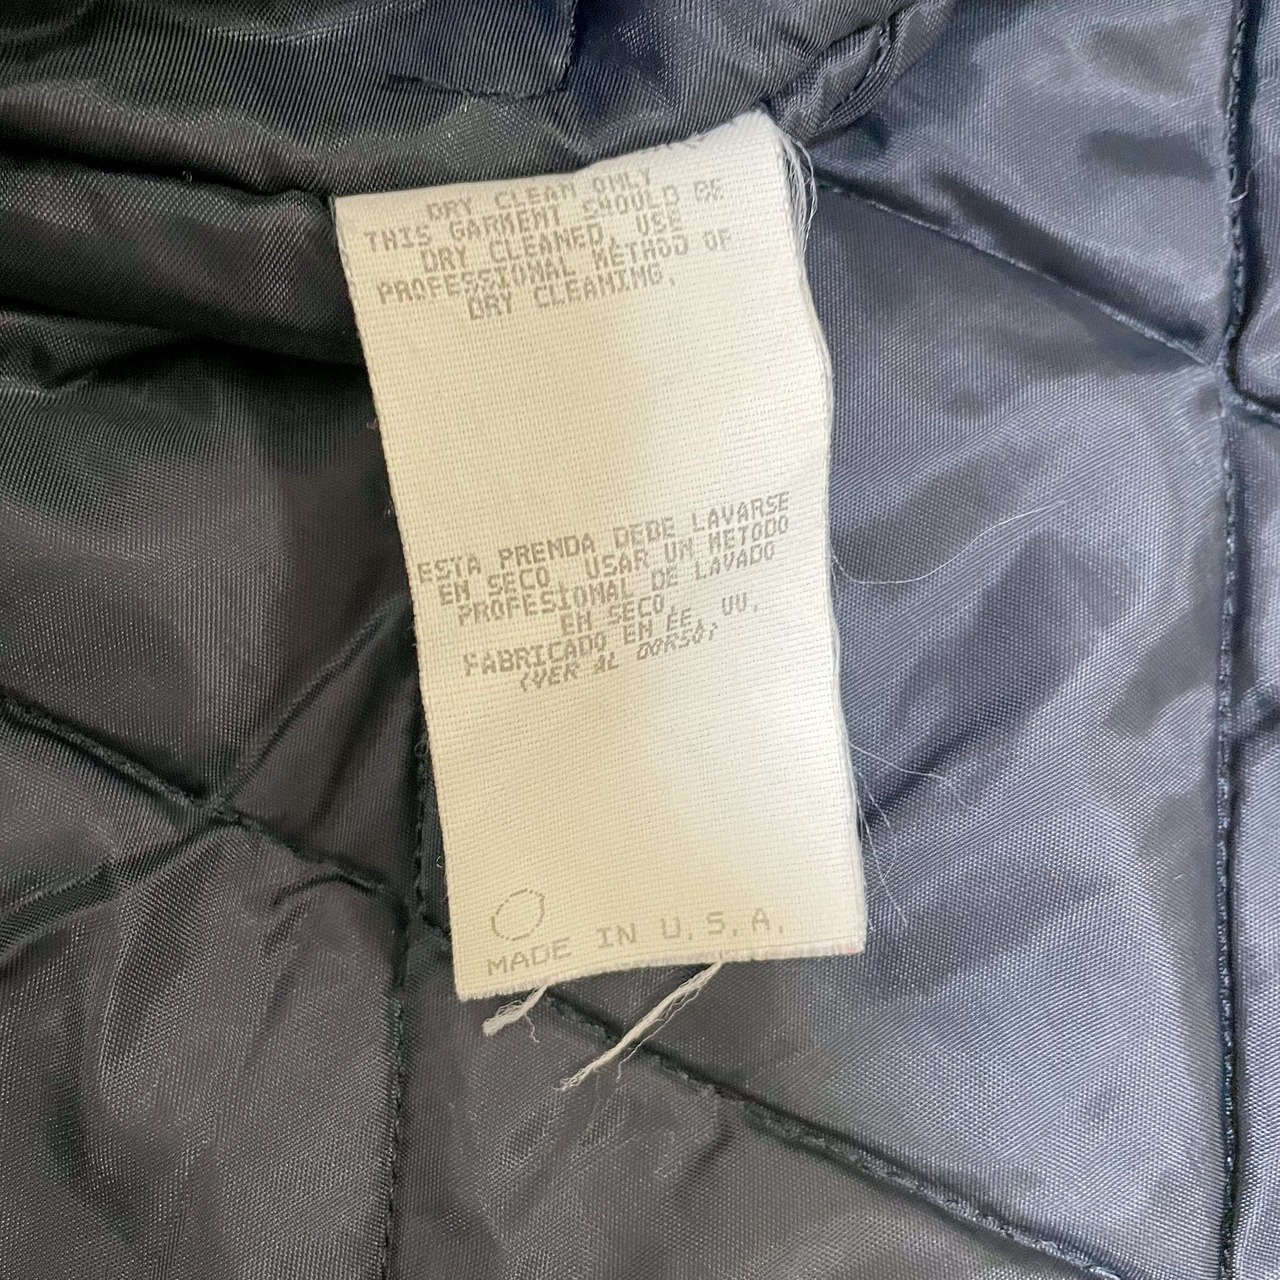 DRY CLEAN ONLY
THIS GARMENT SHOULD BE
DRY CLEANED, USE
PROFESSIONAL METHOD OF
DRY CLEANING.
ESTA PRENDA DEBE LAVARSE
EN SECO, USAR UN METODO
PROFESIONAL DE LAVADO
EN SECO.
FABRICADO EN EE. UU.
(VER AL DORSO)
MADE IN U.S.A.